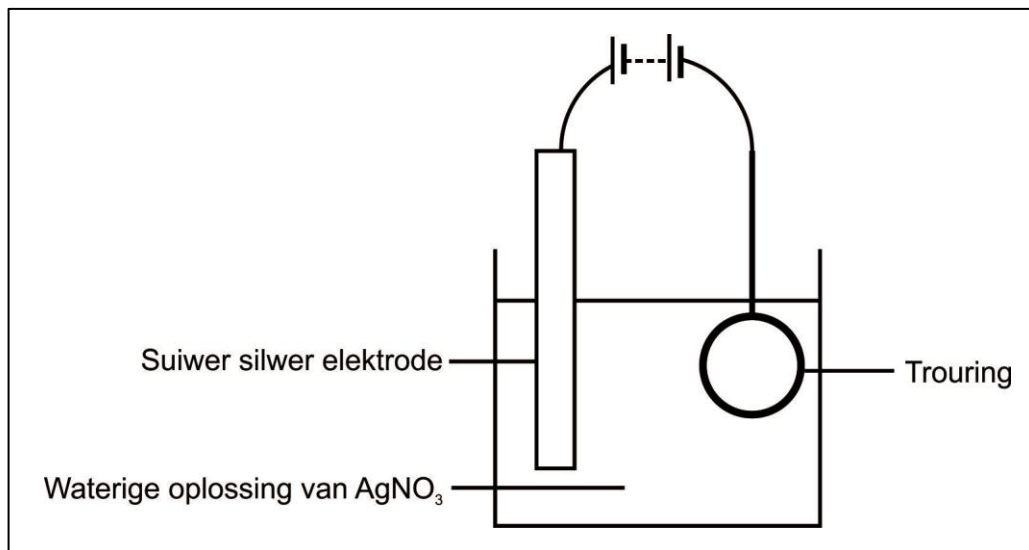 Suiwer silwer elektrode
Trouring
Waterige oplossing van AgNO₃